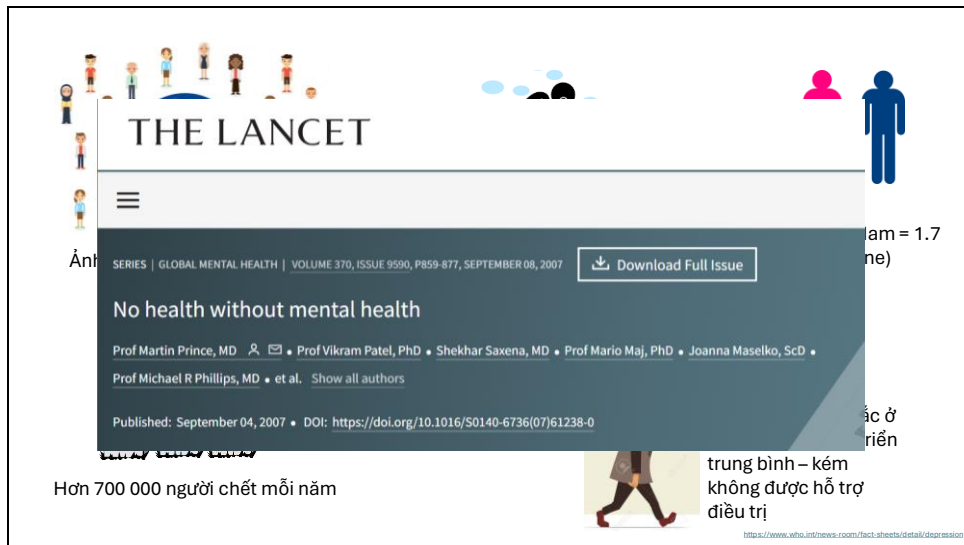 THE LANCET
lam = 1.7
Ảnh
ne)
SERIES | GLOBAL MENTAL HEALTH | VOLUME 370, ISSUE 9590, P859-877, SEPTEMBER 08, 2007
Download Full Issue
No health without mental health
Prof Martin Prince, MD • Prof Vikram Patel, PhD • Shekhar Saxena, MD • Prof Mario Maj, PhD • Joanna Maselko, ScD •
Prof Michael R Phillips, MD • et al. Show all authors
Published: September 04, 2007 • DOI: https://doi.org/10.1016/S0140-6736(07)61238-0
ắc ở
riển
trung bình – kém
không được hỗ trợ
điều trị
Hơn 700 000 người chết mỗi năm
https://www.who.int/news-room/fact-sheets/detail/depression